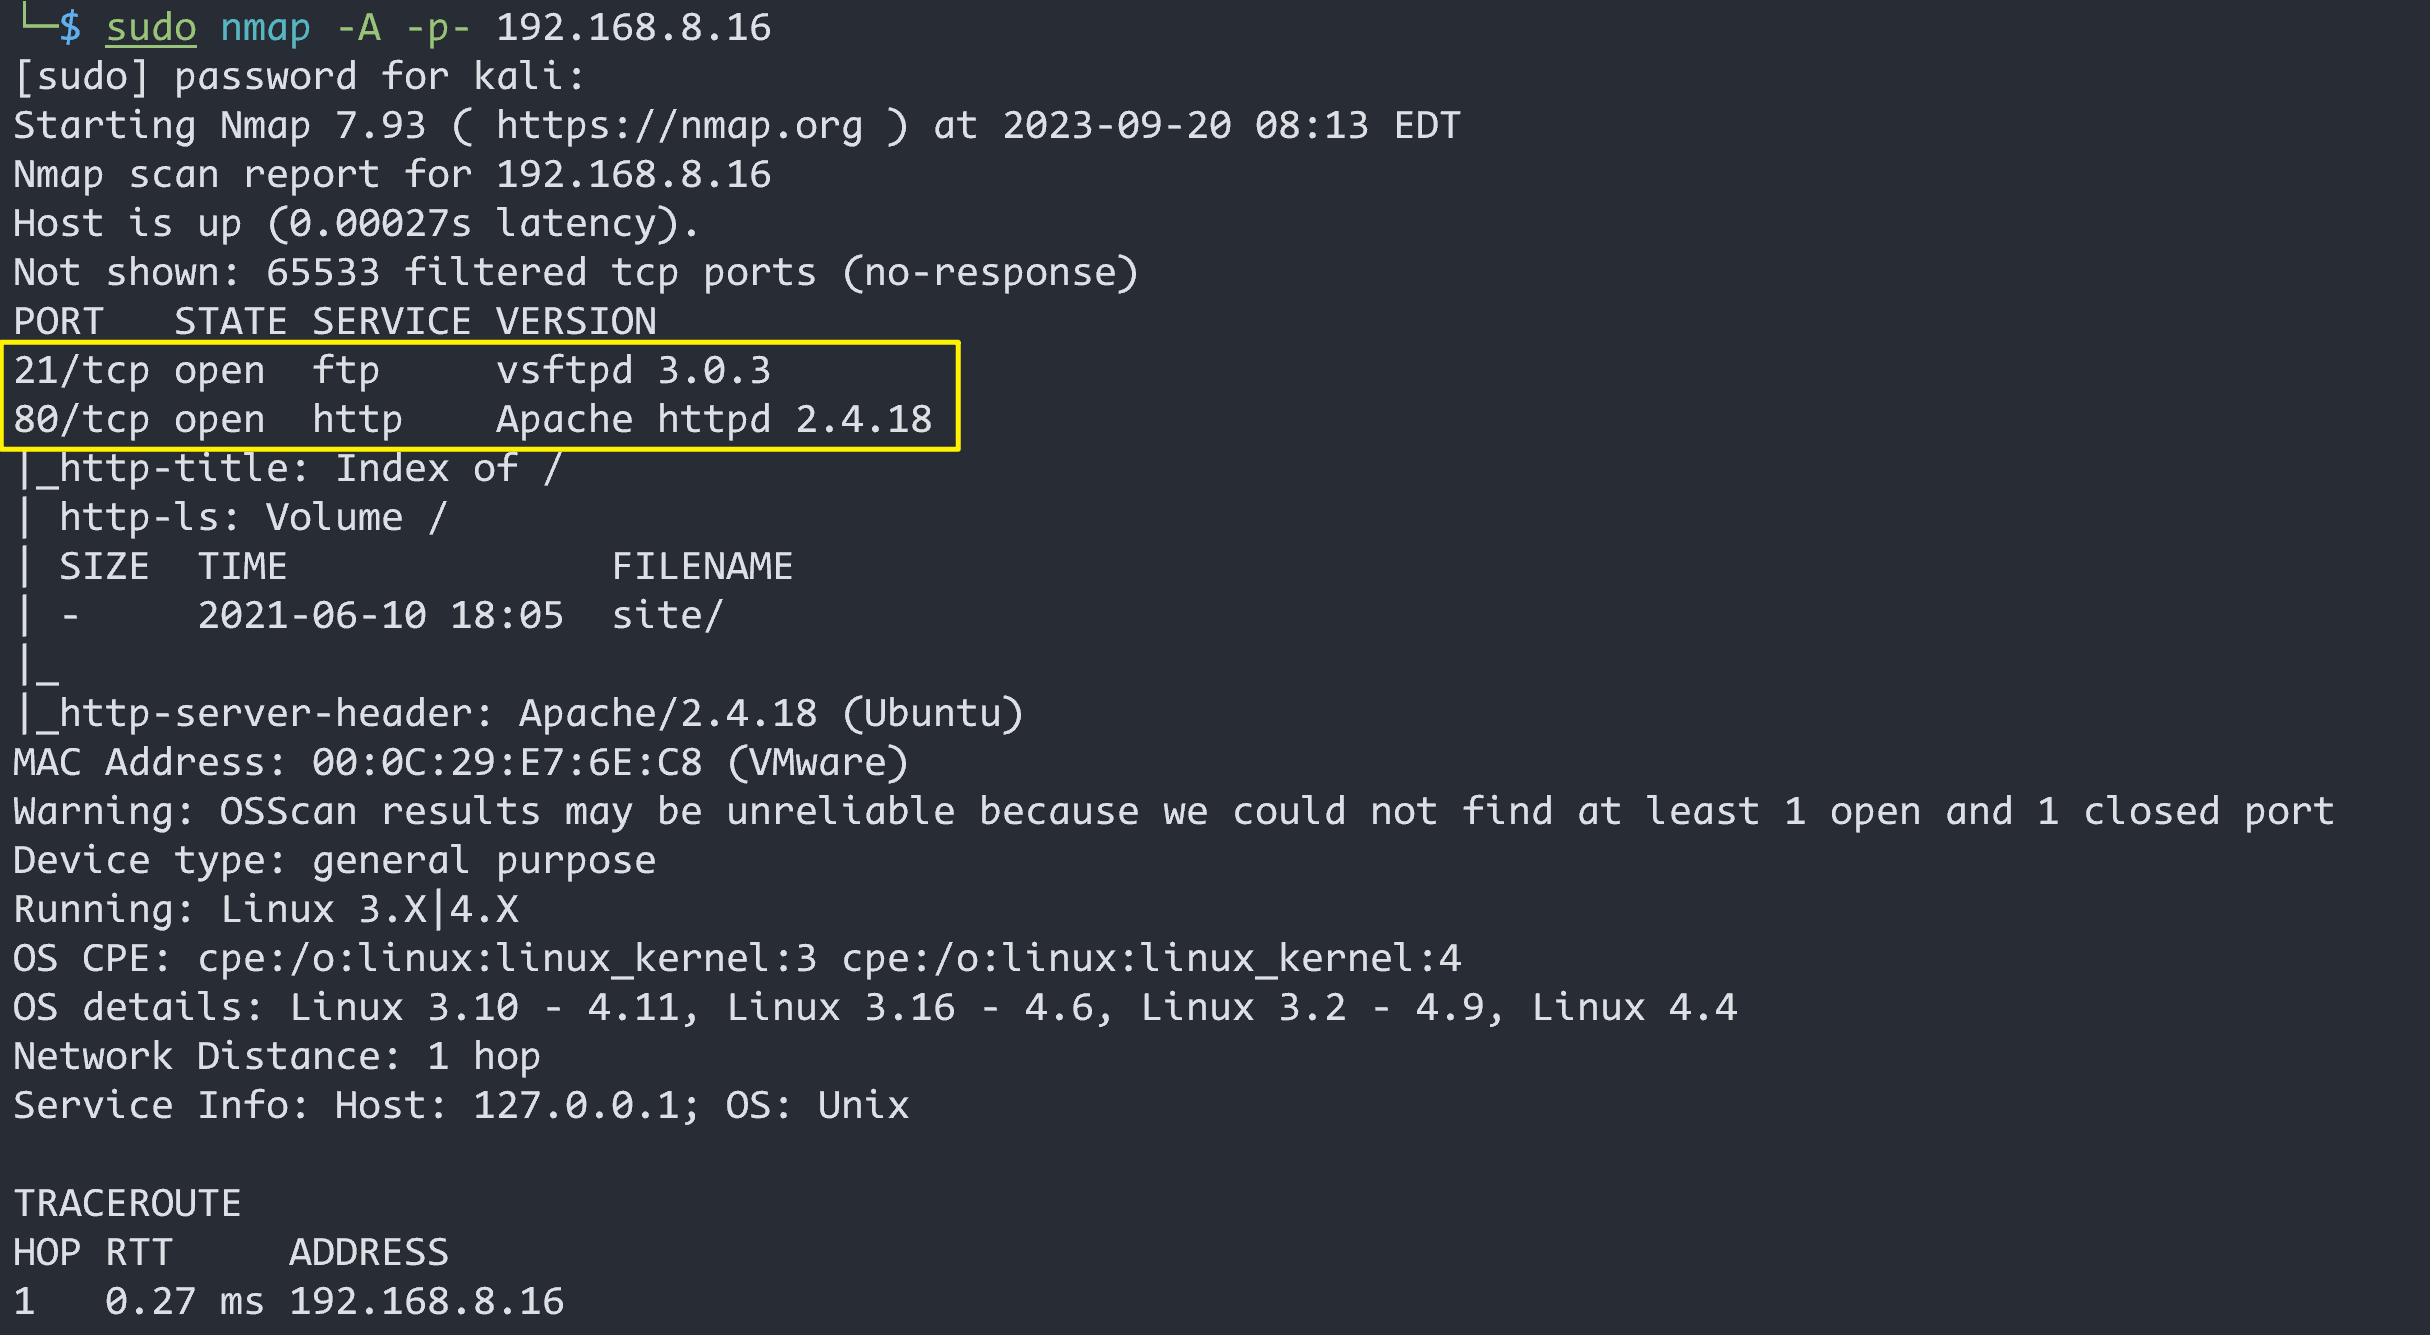 └─$ sudo nmap -A -p- 192.168.8.16
[sudo] password for kali:
Starting Nmap 7.93 ( https://nmap.org ) at 2023-09-20 08:13 EDT
Nmap scan report for 192.168.8.16
Host is up (0.00027s latency).
Not shown: 65533 filtered tcp ports (no-response)
PORT   STATE SERVICE VERSION
21/tcp open  ftp     vsftpd 3.0.3
80/tcp open  http    Apache httpd 2.4.18
|_http-title: Index of /
| http-ls: Volume /
| SIZE  TIME              FILENAME
| -     2021-06-10 18:05  site/
|_
|_http-server-header: Apache/2.4.18 (Ubuntu)
MAC Address: 00:0C:29:E7:6E:C8 (VMware)
Warning: OSScan results may be unreliable because we could not find at least 1 open and 1 closed port
Device type: general purpose
Running: Linux 3.X|4.X
OS CPE: cpe:/o:linux:linux_kernel:3 cpe:/o:linux:linux_kernel:4
OS details: Linux 3.10 - 4.11, Linux 3.16 - 4.6, Linux 3.2 - 4.9, Linux 4.4
Network Distance: 1 hop
Service Info: Host: 127.0.0.1; OS: Unix

TRACEROUTE
HOP RTT     ADDRESS
1   0.27 ms 192.168.8.16